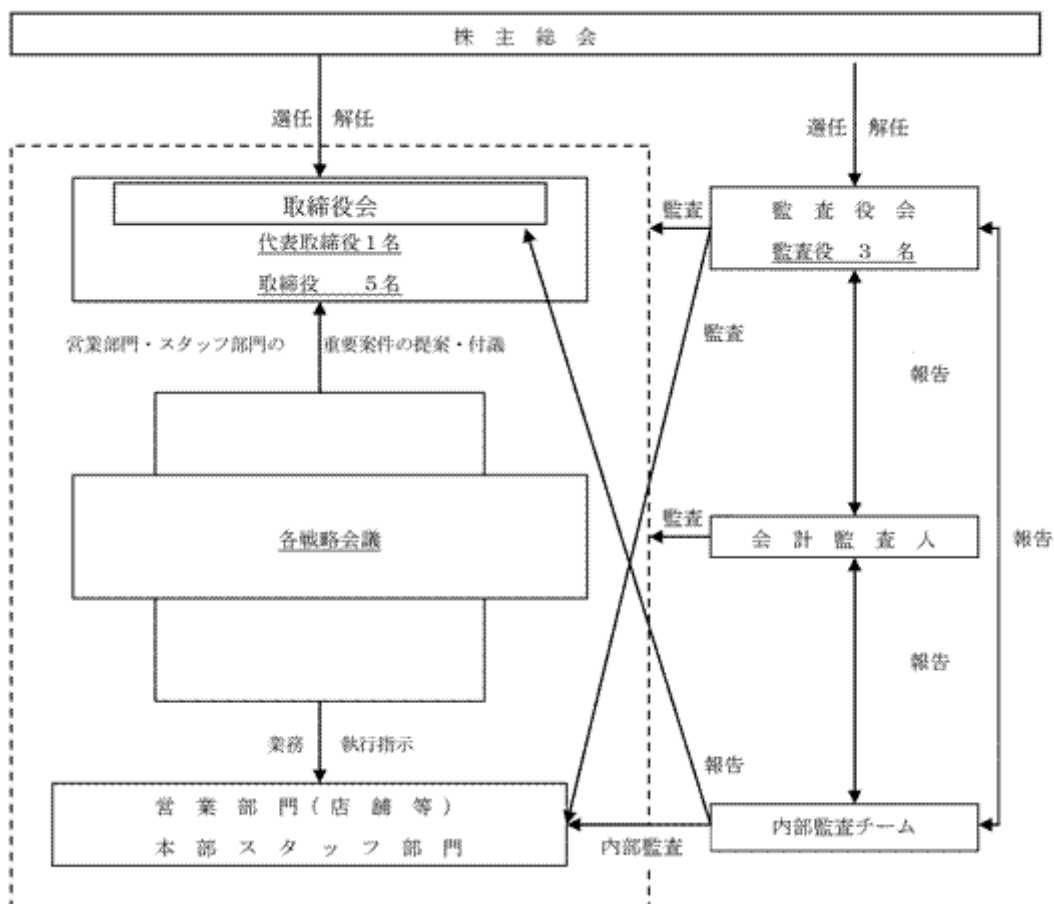 株 主 総 会
選任 解任
選任 解任
取締役会
代表取締役1名
取締役 5名
監査
監 査 役 会
監査役 3 名
営業部門・スタッフ部門の 重要案件の提案・付議
監査
報告
各戦略会議
監査
会 計 監 査 人
報告
報告
業務 執行指示
報告
営 業 部 門 ( 店 舗 等 )
本 部 ス タ ッ フ 部 門
内部監査
内部監査チーム